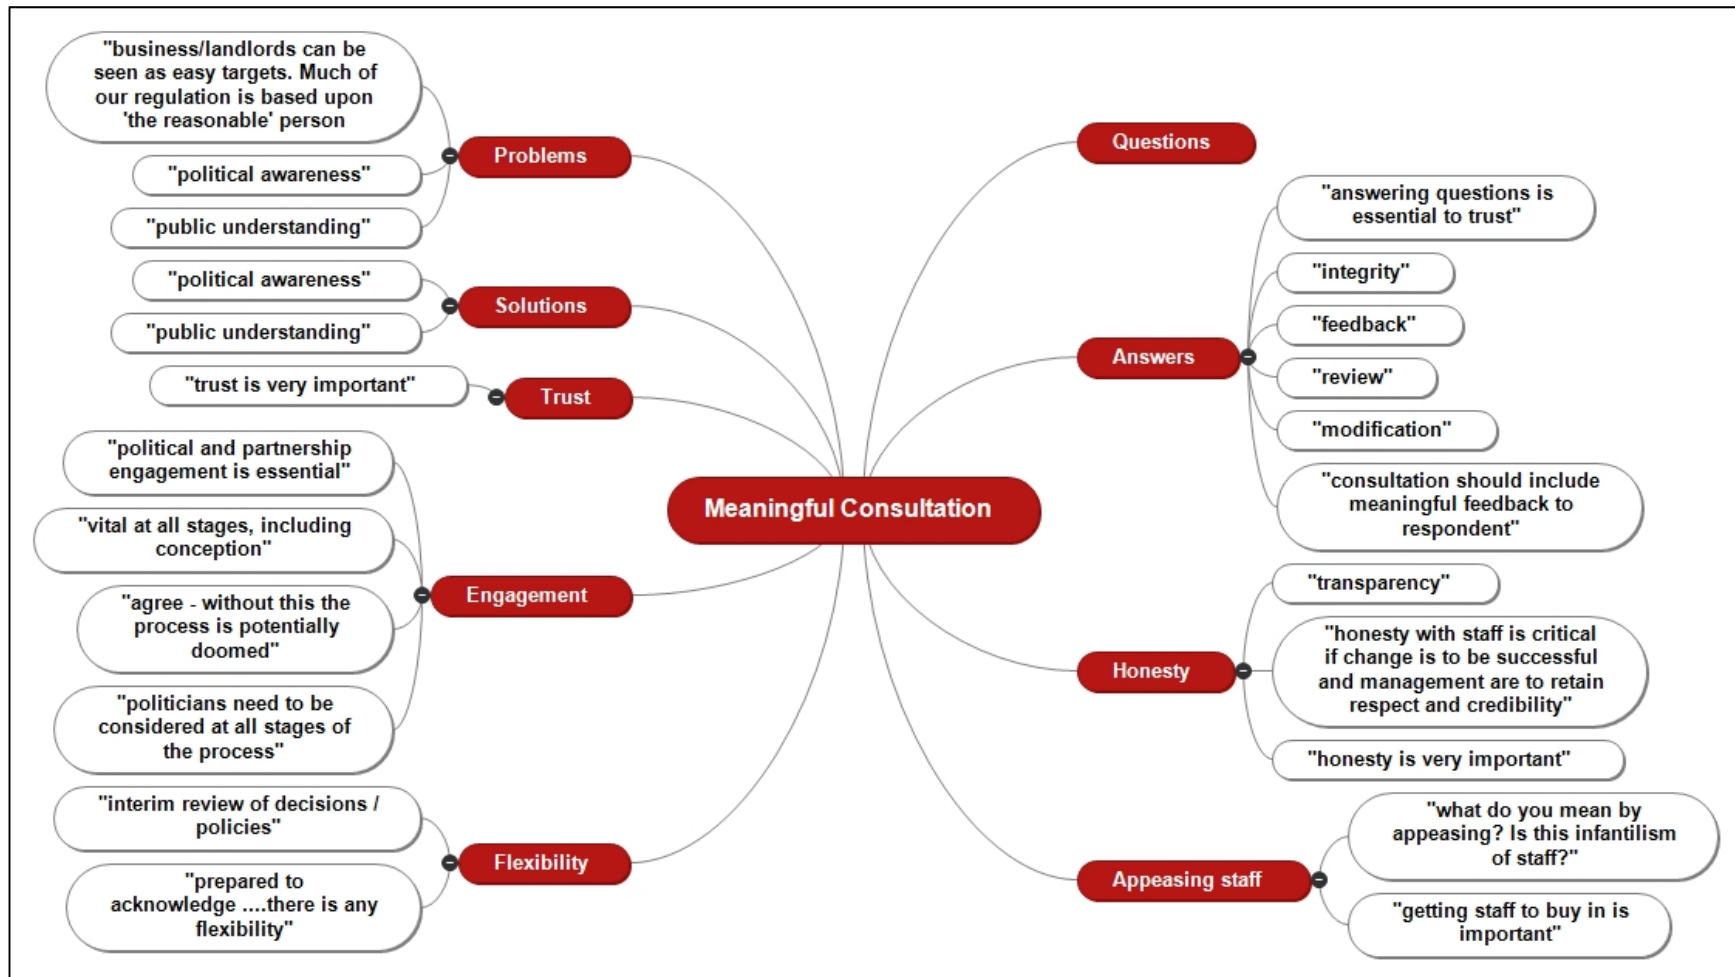 "business/landlords can be
seen as easy targets. Much of
our regulation is based upon
'the reasonable' person
"political awareness"
"public understanding"
Problems
"political awareness"
"public understanding"
Solutions
"trust is very important"
Trust
"political and partnership
engagement is essential"
"vital at all stages, including
conception"
"agree - without this the
process is potentially
doomed"
"politicians need to be
considered at all stages of
the process"
Engagement
"interim review of decisions /
policies"
"prepared to
acknowledge ....there is any
flexibility"
Flexibility
Meaningful Consultation
Questions
Answers
"answering questions is
essential to trust"
"integrity"
"feedback"
"review"
"modification"
"consultation should include
meaningful feedback to
respondent"
Honesty
"transparency"
"honesty with staff is critical
if change is to be successful
and management are to retain
respect and credibility"
"honesty is very important"
Appeasing staff
"what do you mean by
appeasing? Is this infantilism
of staff?"
"getting staff to buy in is
important"